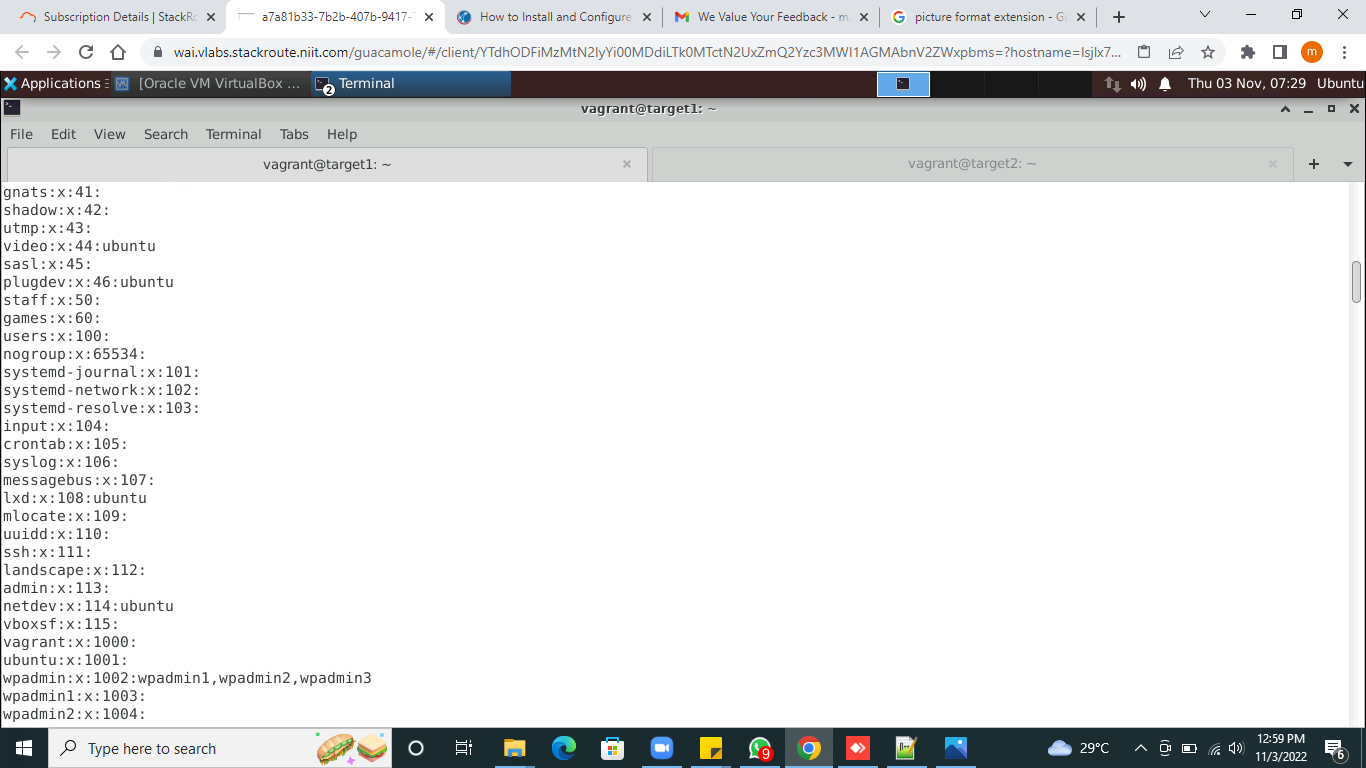 Subscription Details | StackRo
a7a81b33-7b2b-407b-9417-
How to Install and Configure
We Value Your Feedback - m
picture format extension - Go
wai.vlabs.stackroute.niit.com/guacamole/#/client/
m
Applications
[Oracle VM VirtualBox ...
2
Terminal
Thu 03 Nov, 07:29
Ubuntu
vagrant@target1: ~
File Edit View Search Terminal Tabs Help
vagrant@target1: ~
vagrant@target2: ~
gnats:x:41:
shadow:x:42:
utmp:x:43:
video:x:44:ubuntu
sasl:x:45:
plugdev:x:46:ubuntu
staff:x:50:
games:x:60:
users:x:100:
nogroup:x:65534:
systemd-journal:x:101:
systemd-network:x:102:
systemd-resolve:x:103:
input:x:104:
crontab:x:105:
syslog:x:106:
messagebus:x:107:
lxd:x:108:ubuntu
mlocate:x:109:
uuidd:x:110:
ssh:x:111:
landscape:x:112:
admin:x:113:
netdev:x:114:ubuntu
vboxsf:x:115:
vagrant:x:1000:
ubuntu:x:1001:
wpadmin:x:1002:wpadmin1,wpadmin2,wpadmin3
wpadmin1:x:1003:
wpadmin2:x:1004:
Type here to search
9
29°C
12:59 PM
11/3/2022
6